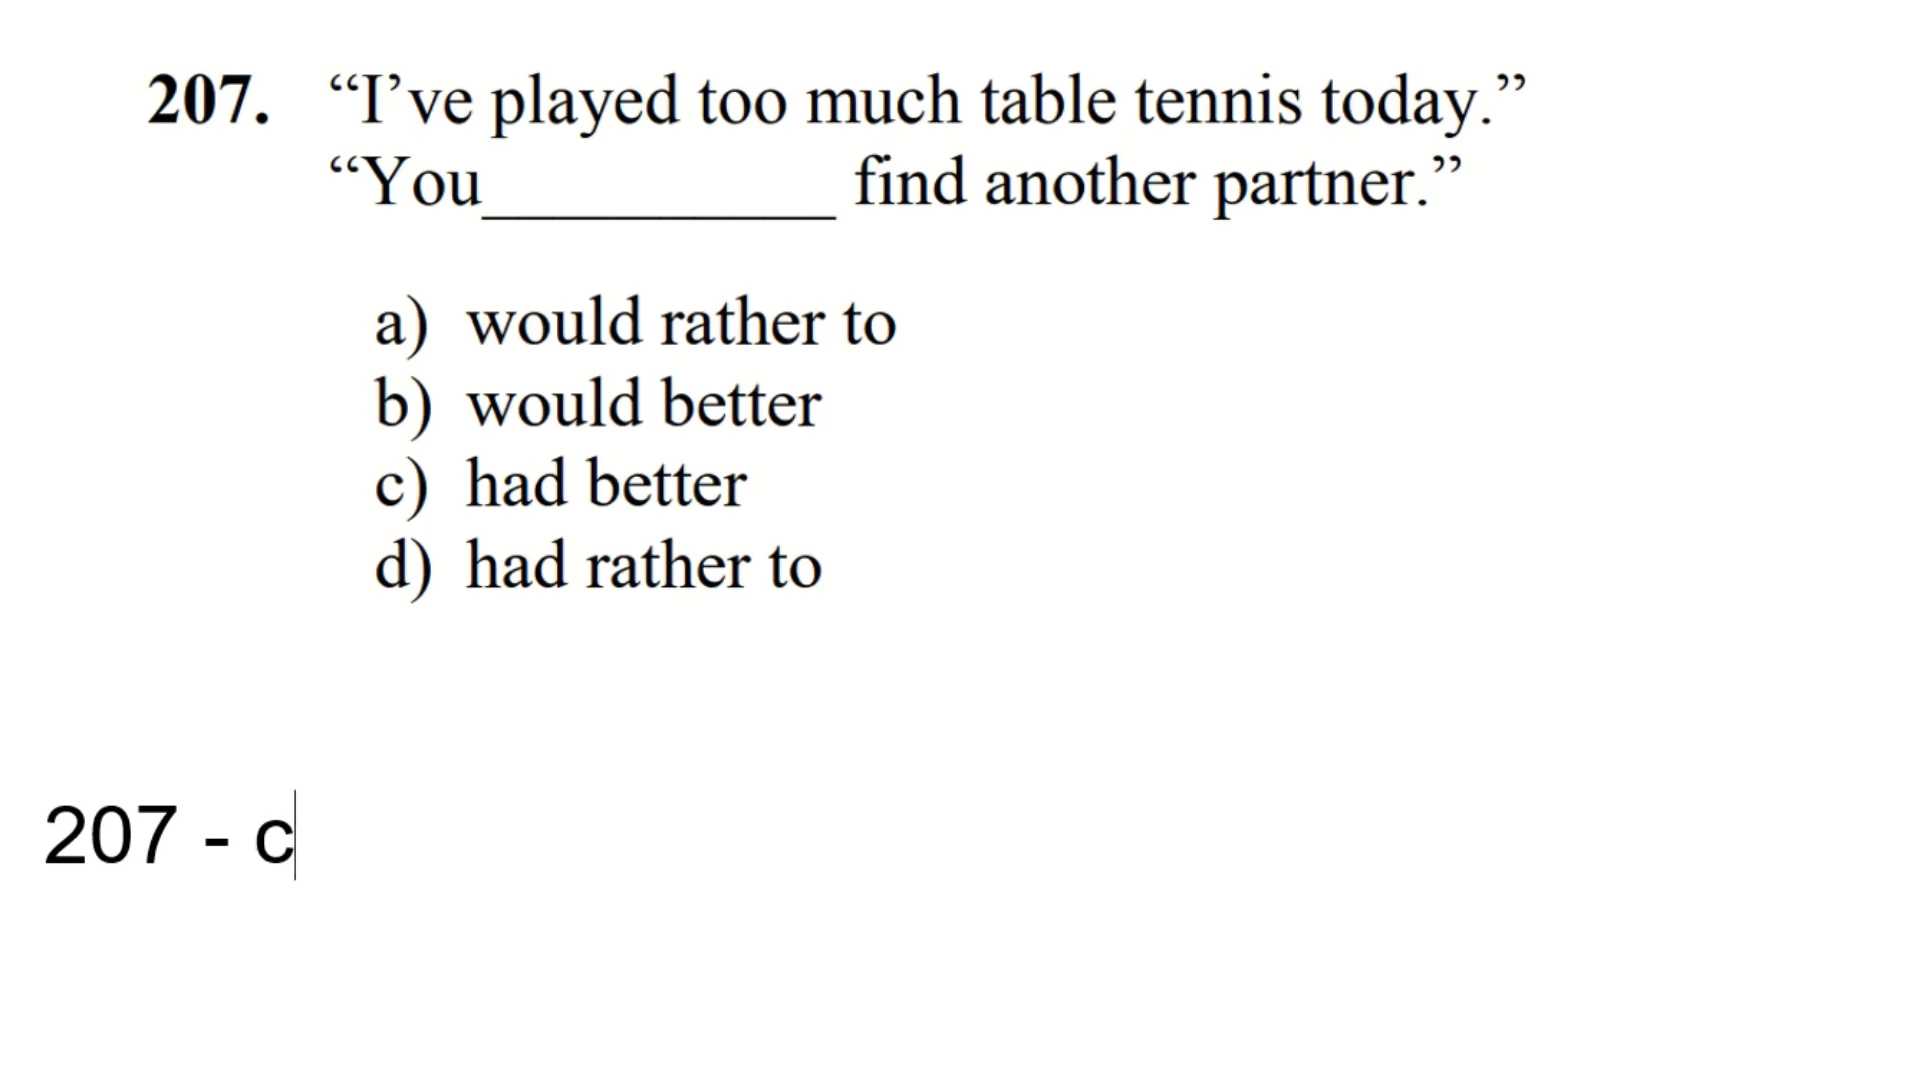 207. “I’ve played too much table tennis today.”
“You__________ find another partner.”
a) would rather to
b) would better
c) had better
d) had rather to
207 - c